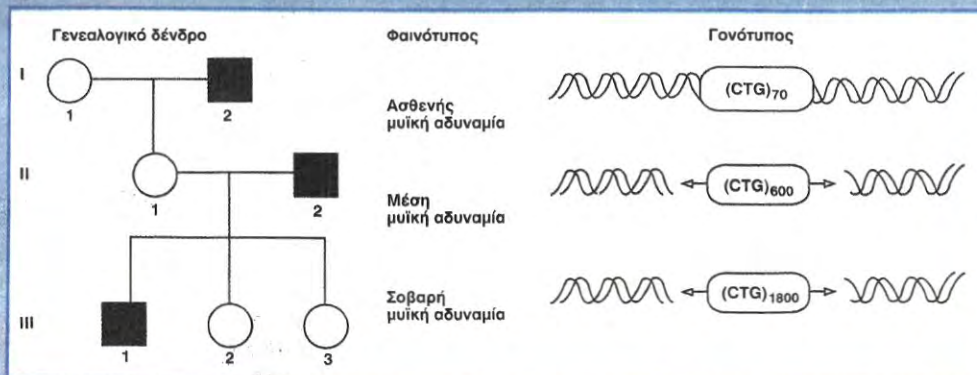 Γενεαλογικό δένδρο
Φαινότυπος
Γονότυπος
I
1
2
Ασθενής
μυϊκή αδυναμία
(CTG)70
II
1
2
Μέση
μυϊκή αδυναμία
(CTG)600
III
1
2
3
Σοβαρή
μυϊκή αδυναμία
(CTG)1800